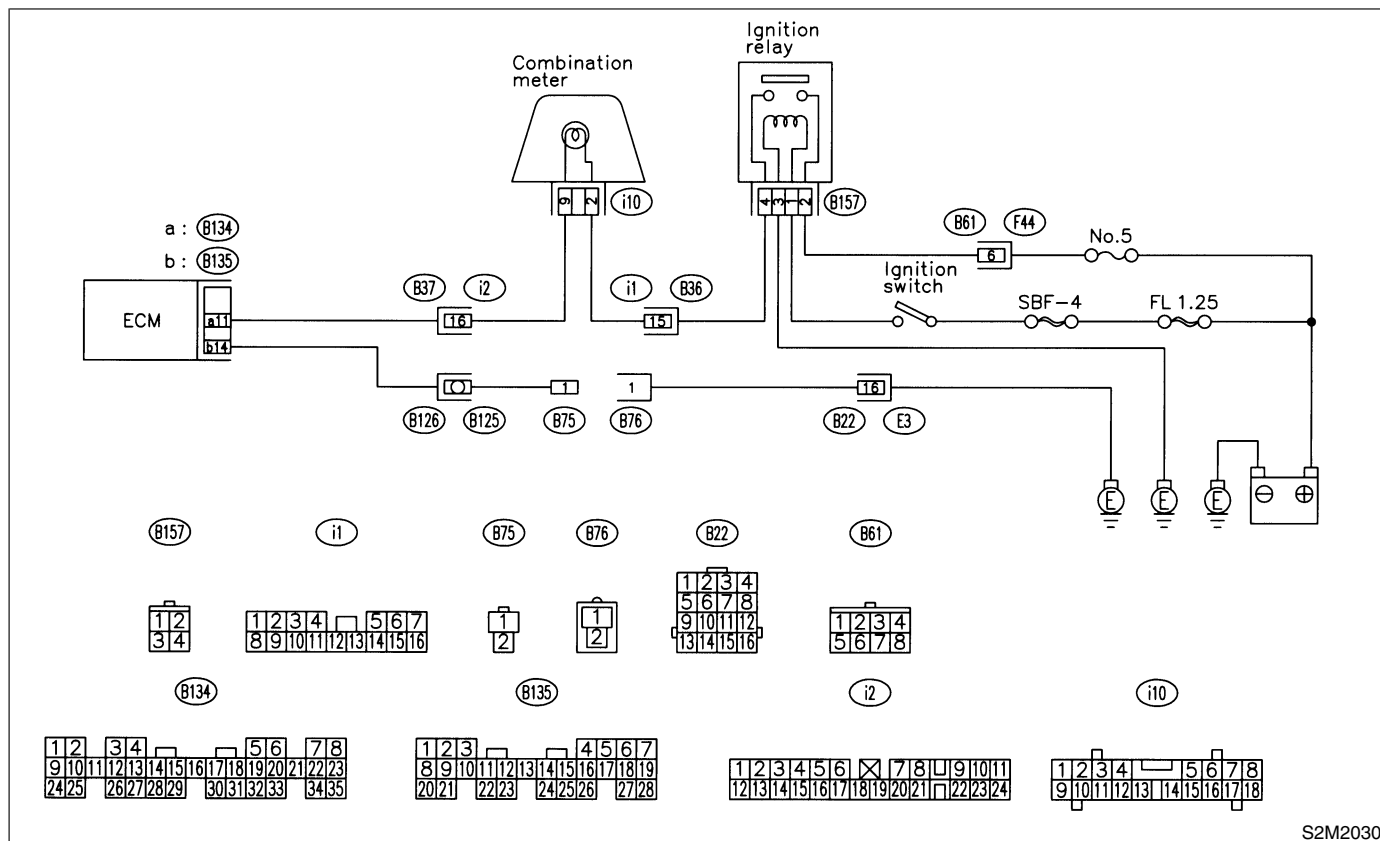 Ignition
relay
Combination
meter
4 3 1 2
B157
9 2
i10
a : B134
b : B135
B61 F44
No.5
6
Ignition
switch
SBF-4
FL 1.25
B37 i2
i1 B36
ECM
a11
16
15
b14
1
1
16
B126 B125
B75
B76
B22 E3
E
E
E
⊖ ⊕
B157
i1
B75
B76
B22
B61
1 2
3 4
1 2 3 4 5 6 7
8 9 10 11 12 13 14 15 16
1
2
1
2
1 2 3 4
5 6 7 8
9 10 11 12
13 14 15 16
1 2 3 4
5 6 7 8
B134
B135
i2
i10
1 2 3 4 5 6 7 8
9 10 11 12 13 14 15 16 17 18 19 20 21 22 23
24 25 26 27 28 29 30 31 32 33 34 35
1 2 3 4 5 6 7
8 9 10 11 12 13 14 15 16 17 18 19
20 21 22 23 24 25 26 27 28
1 2 3 4 5 6 7 8 9 10 11
12 13 14 15 16 17 18 19 20 21 22 23 24
1 2 3 4 5 6 7 8
9 10 11 12 13 14 15 16 17 18
S2M2030